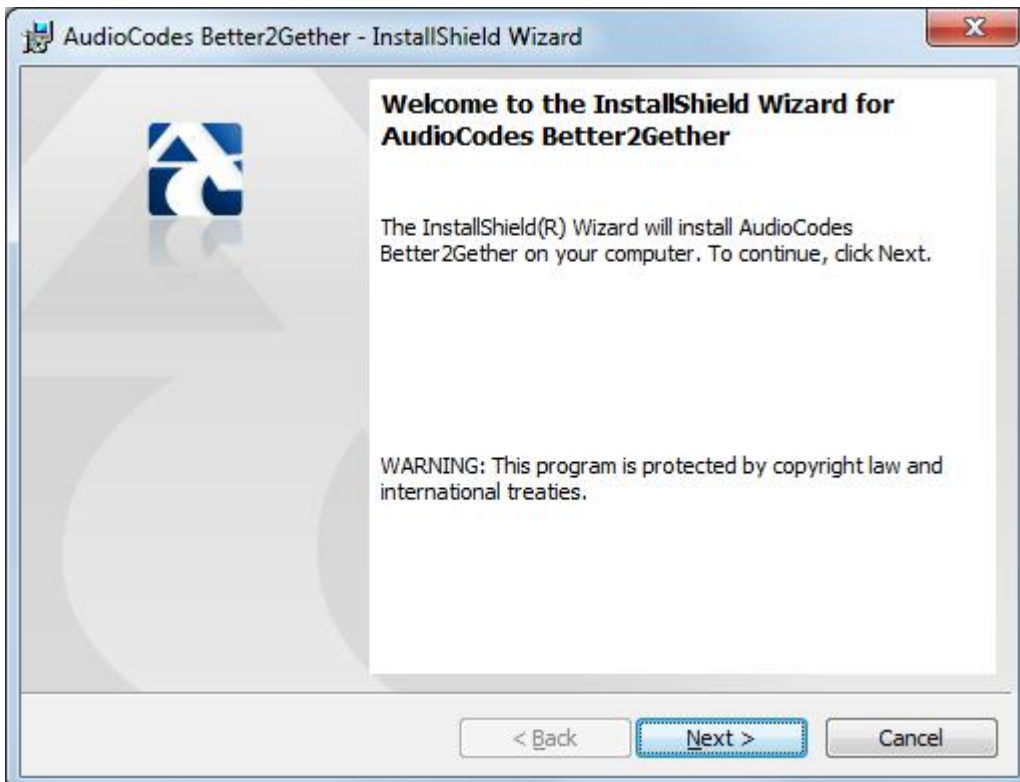 AudioCodes Better2Gether - InstallShield Wizard
Welcome to the InstallShield Wizard for
AudioCodes Better2Gether
The InstallShield(R) Wizard will install AudioCodes
Better2Gether on your computer. To continue, click Next.
WARNING: This program is protected by copyright law and
international treaties.
< Back
Next >
Cancel